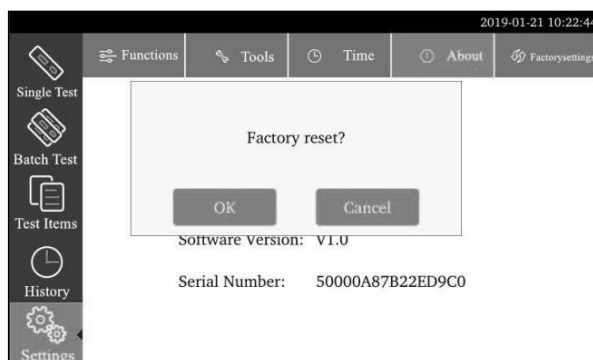 2019-01-21 10:22:44
Functions
Tools
Time
About
Factorysettings
Single Test
Batch Test
Test Items
History
Settings
Factory reset?
OK
Cancel
Software Version: V1.0
Serial Number: 50000A87B22ED9C0